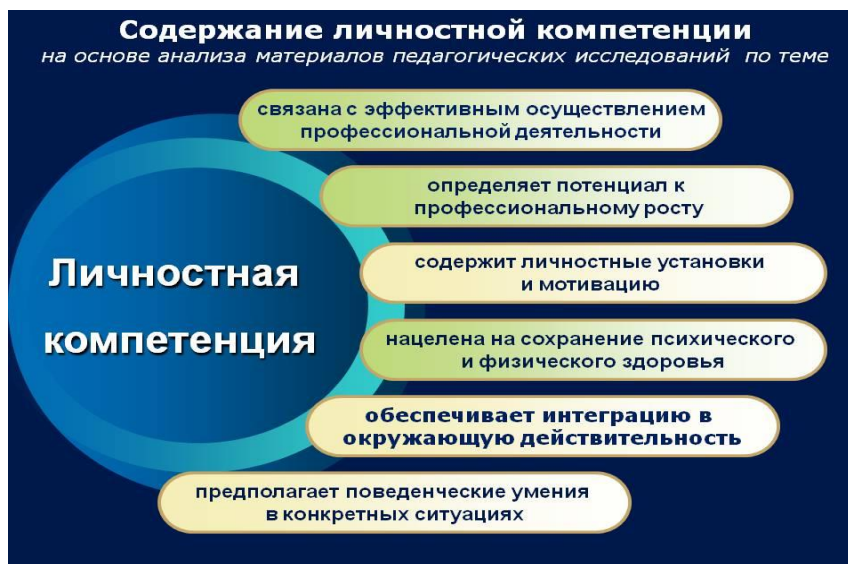 Содержание личностной компетенции
на основе анализа материалов педагогических исследований по теме
связана с эффективным осуществлением
профессиональной деятельности
определяет потенциал к
профессиональному росту
Личностная
компетенция
содержит личностные установки
и мотивацию
нацелена на сохранение психического
и физического здоровья
обеспечивает интеграцию в
окружающую действительность
предполагает поведенческие умения
в конкретных ситуациях